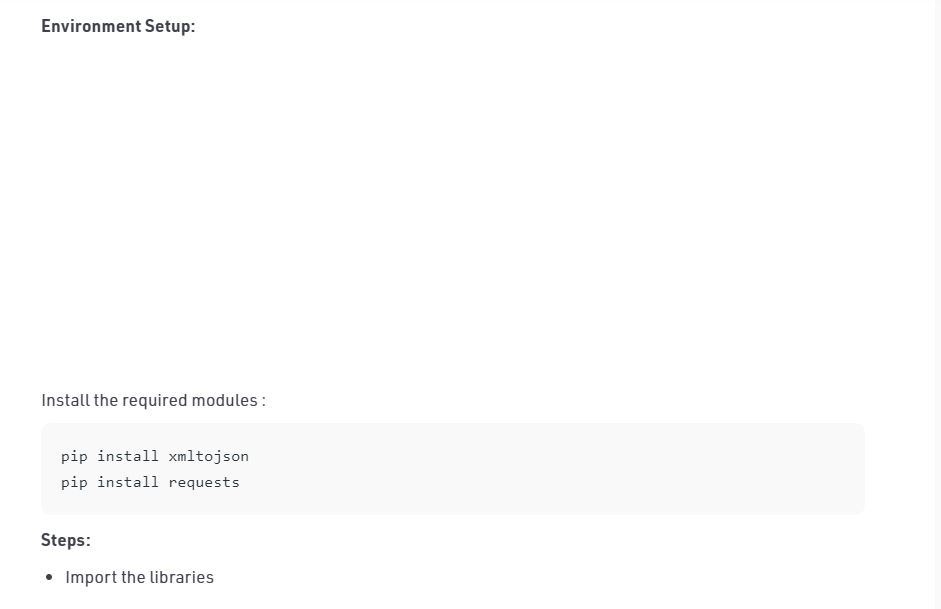 Environment Setup:
Install the required modules :
pip install xmltojson
pip install requests
Steps:
• Import the libraries